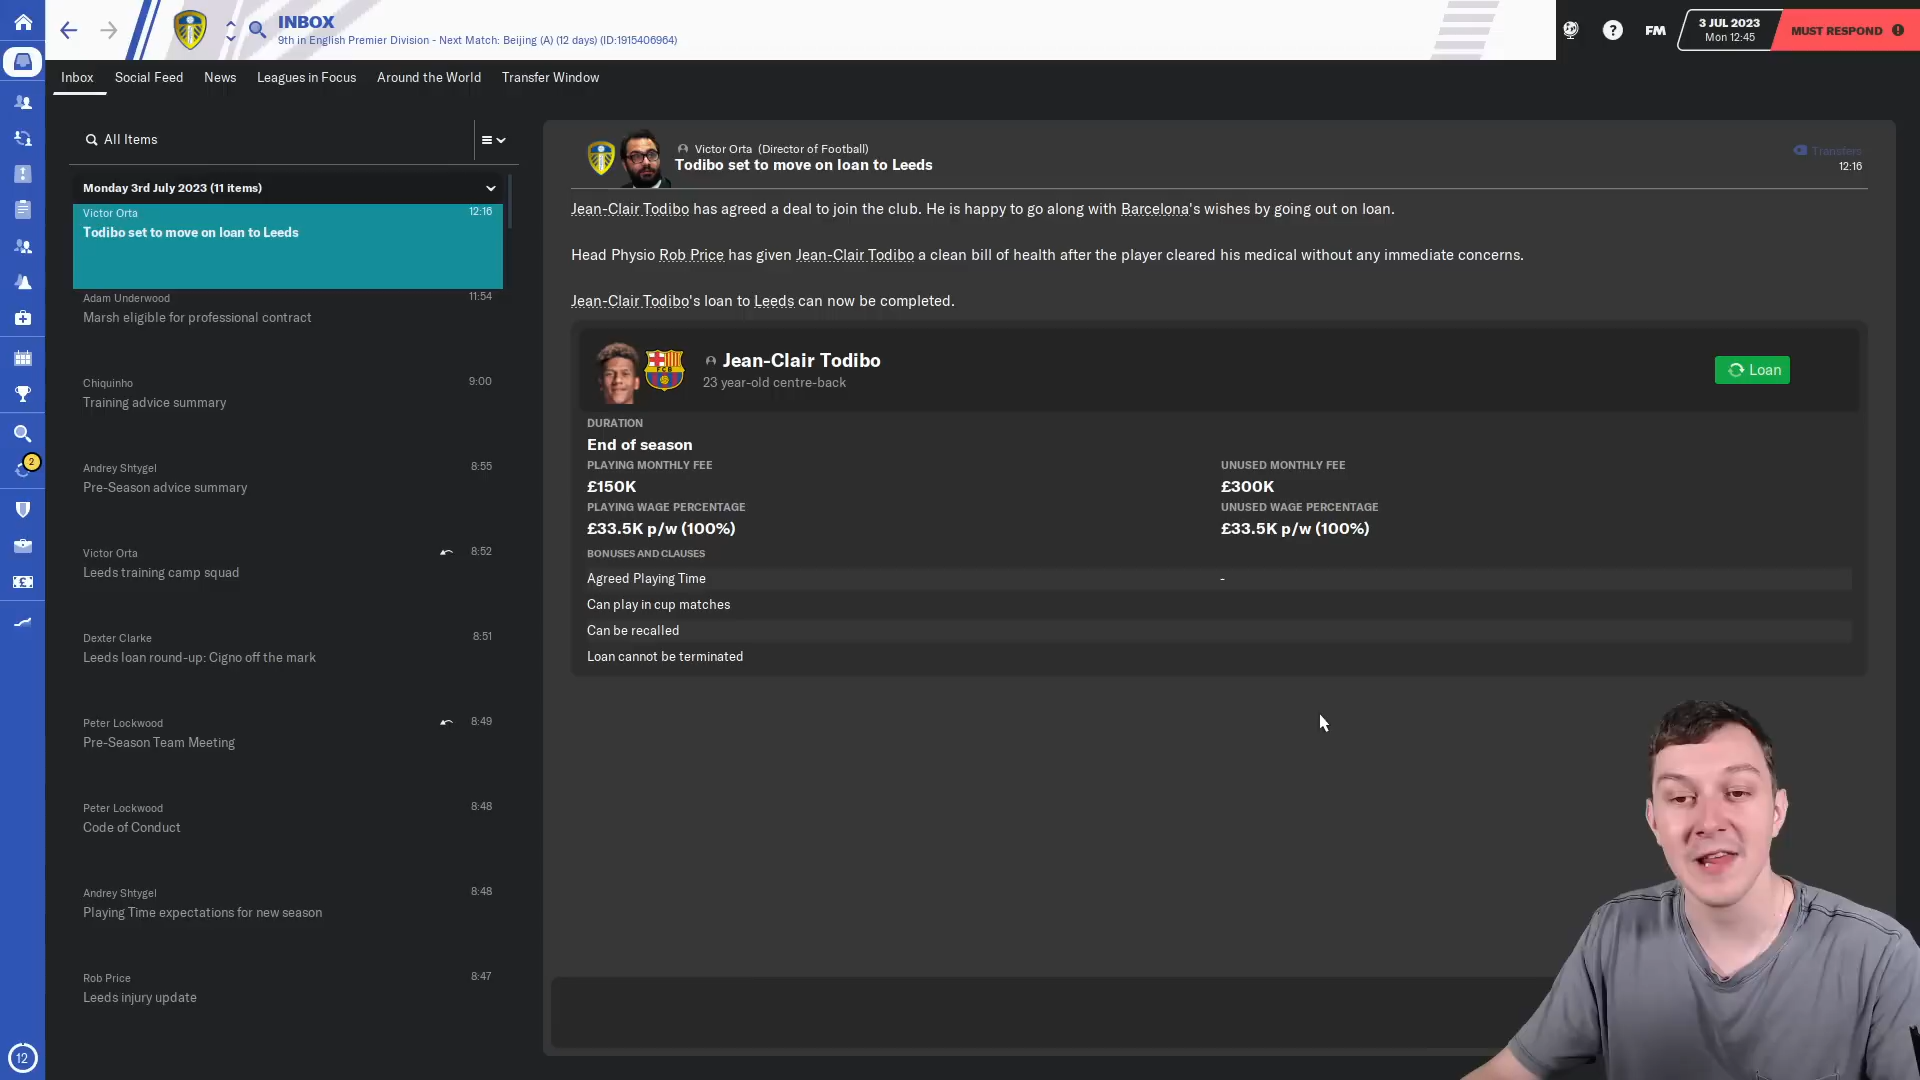 INBOX
9th in English Premier Division - Next Match: Beijing (A) (12 days) (ID:1915406964)
?
FM
3 JUL 2023
Mon 12:45
MUST RESPOND
Inbox
Social Feed
News
Leagues in Focus
Around the World
Transfer Window
All Items
Monday 3rd July 2023 (11 items)
Victor Orta
12:16
Todibo set to move on loan to Leeds
Adam Underwood
11:54
Marsh eligible for professional contract
Chiquinho
9:00
Training advice summary
Andrey Shtygel
8:55
Pre-Season advice summary
Victor Orta
8:52
Leeds training camp squad
Dexter Clarke
8:51
Leeds loan round-up: Cigno off the mark
Peter Lockwood
8:49
Pre-Season Team Meeting
Peter Lockwood
8:48
Code of Conduct
Andrey Shtygel
8:48
Playing Time expectations for new season
Rob Price
8:47
Leeds injury update
2
12
Victor Orta (Director of Football)
Todibo set to move on loan to Leeds
Transfers
12:16
Jean-Clair Todibo has agreed a deal to join the club. He is happy to go along with Barcelona's wishes by going out on loan.
Head Physio Rob Price has given Jean-Clair Todibo a clean bill of health after the player cleared his medical without any immediate concerns.
Jean-Clair Todibo's loan to Leeds can now be completed.
Jean-Clair Todibo
23 year-old centre-back
Loan
DURATION
End of season
PLAYING MONTHLY FEE
UNUSED MONTHLY FEE
£150K
£300K
PLAYING WAGE PERCENTAGE
UNUSED WAGE PERCENTAGE
£33.5K p/w (100%)
£33.5K p/w (100%)
BONUSES AND CLAUSES
Agreed Playing Time
-
Can play in cup matches
Can be recalled
Loan cannot be terminated